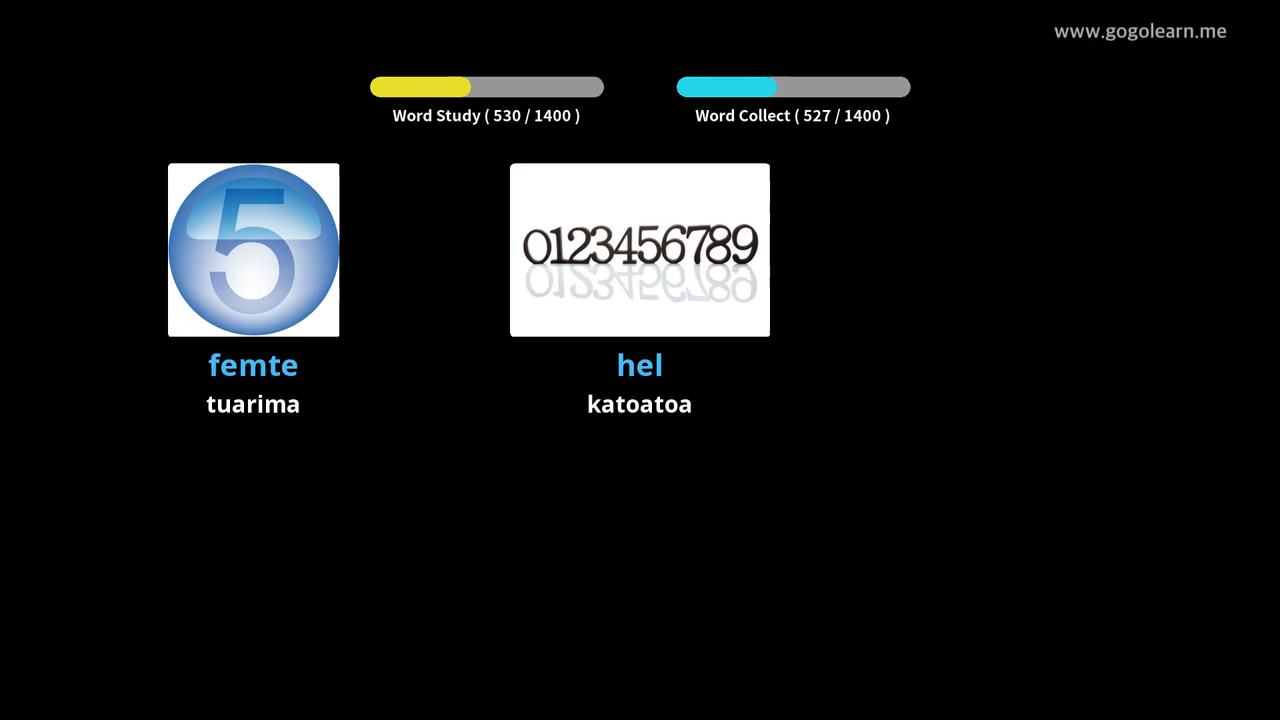 www.gogolearn.me
Word Study ( 530 / 1400 )
Word Collect ( 527 / 1400 )
5
0123456789
femte
hel
tuarima
katoatoa